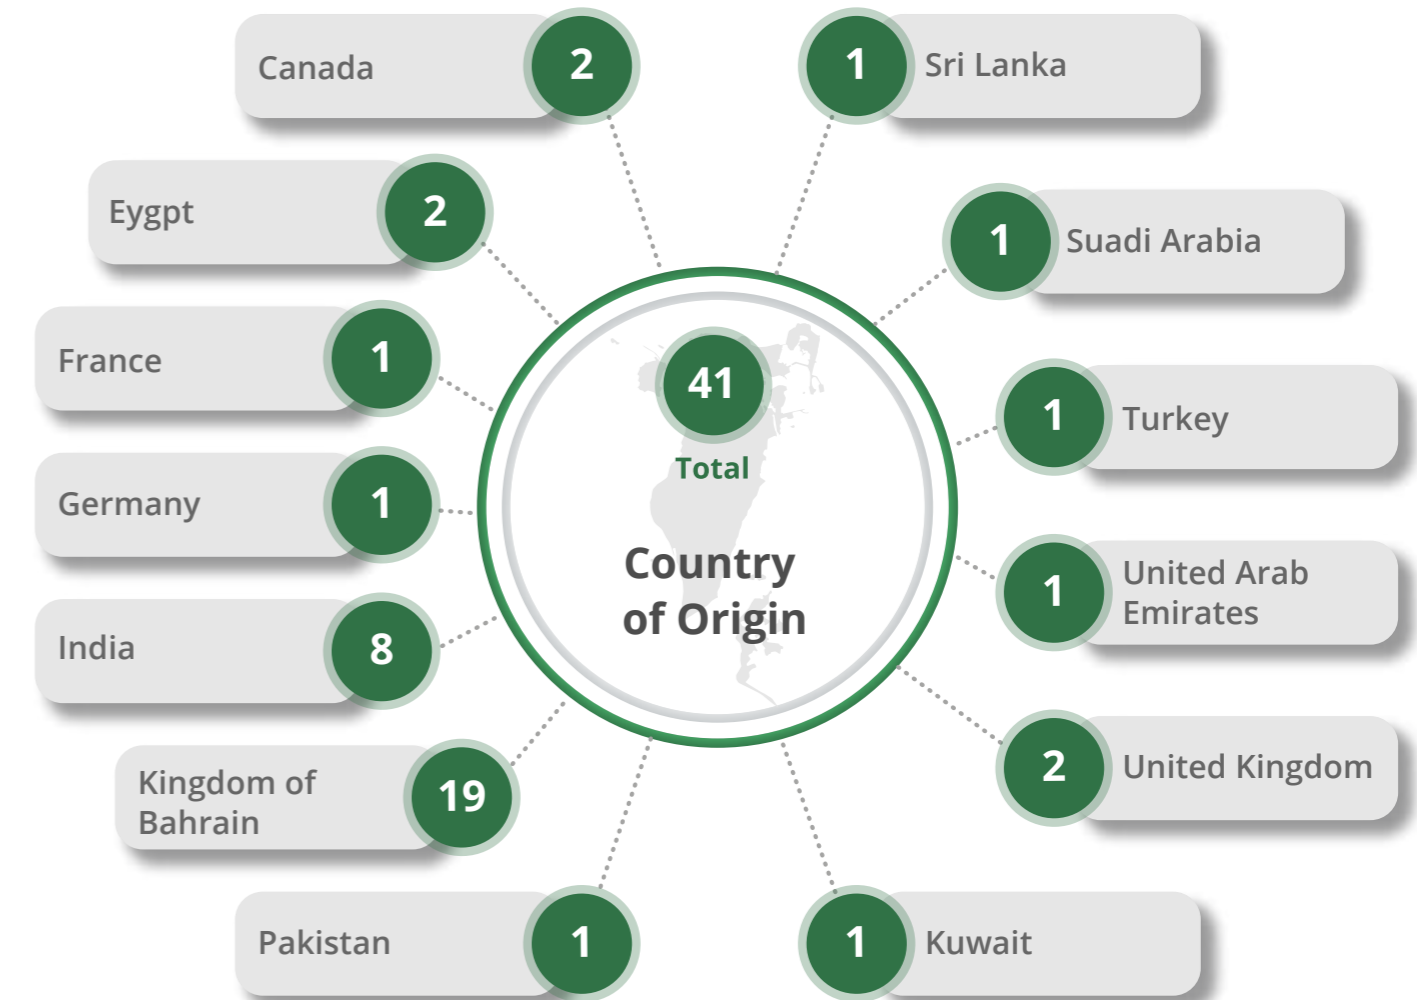 Canada
2
1
Sri Lanka
Eygpt
2
1
Suadi Arabia
France
1
41
Total
1
Turkey
Germany
1
Country
of Origin
1
United Arab
Emirates
India
8
2
United Kingdom
Kingdom of
Bahrain
19
Pakistan
1
1
Kuwait